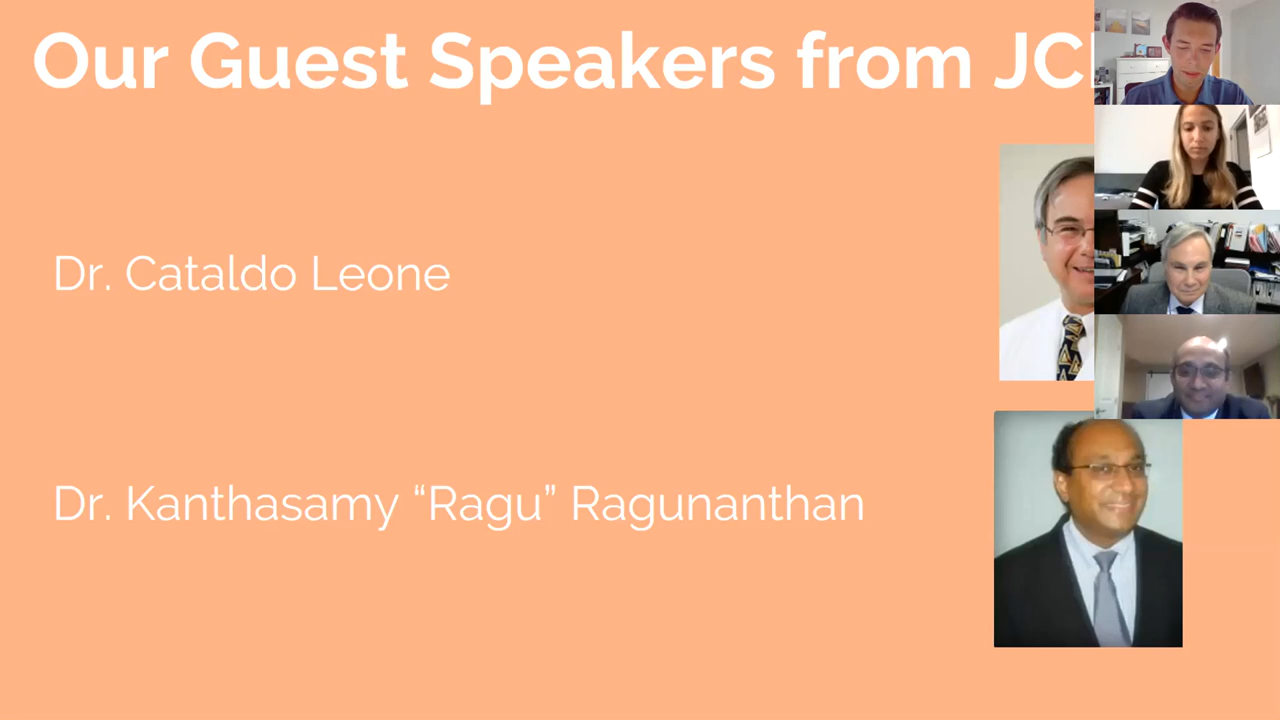 Our Guest Speakers from
Dr. Cataldo Leone
Dr. Kanthasamy “Ragu” Ragunanthan